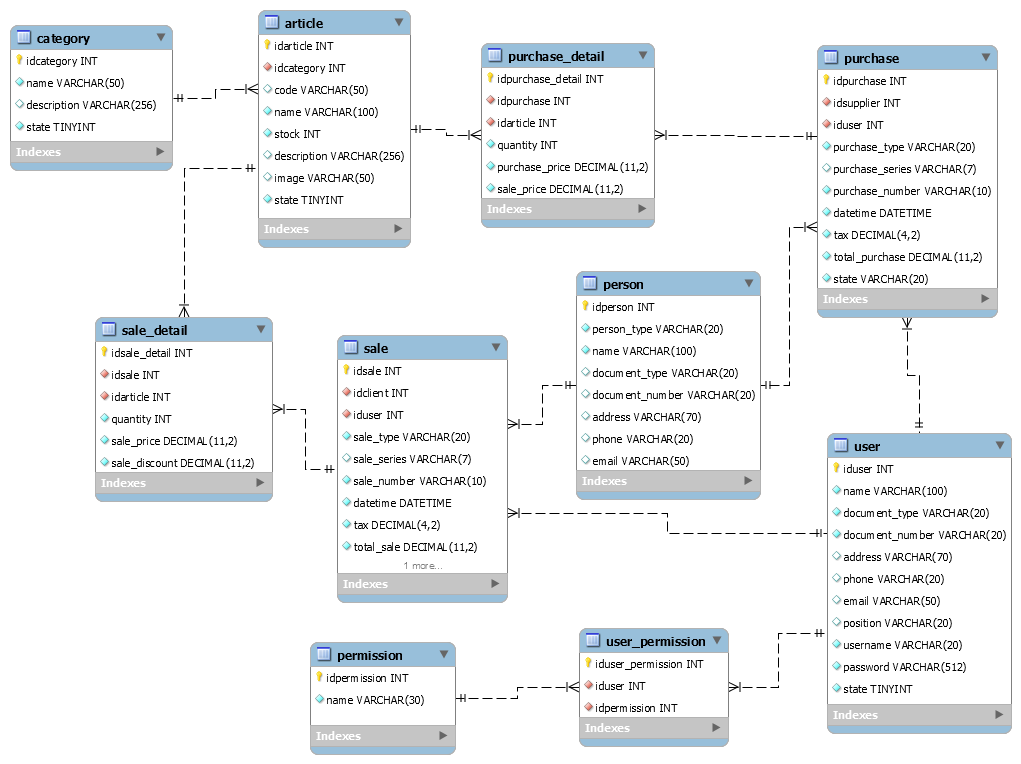 category
idcategory INT
name VARCHAR(50)
description VARCHAR(256)
state TINYINT
Indexes
article
idarticle INT
idcategory INT
code VARCHAR(50)
name VARCHAR(100)
stock INT
description VARCHAR(256)
image VARCHAR(50)
state TINYINT
Indexes
purchase_detail
idpurchase_detail INT
idpurchase INT
idarticle INT
quantity INT
purchase_price DECIMAL(11,2)
sale_price DECIMAL(11,2)
Indexes
purchase
idpurchase INT
idsupplier INT
iduser INT
purchase_type VARCHAR(20)
purchase_series VARCHAR(7)
purchase_number VARCHAR(10)
datetime DATETIME
tax DECIMAL(4,2)
total_purchase DECIMAL(11,2)
state VARCHAR(20)
Indexes
sale_detail
idsale_detail INT
idsale INT
idarticle INT
quantity INT
sale_price DECIMAL(11,2)
sale_discount DECIMAL(11,2)
Indexes
sale
idsale INT
idclient INT
iduser INT
sale_type VARCHAR(20)
sale_series VARCHAR(7)
sale_number VARCHAR(10)
datetime DATETIME
tax DECIMAL(4,2)
total_sale DECIMAL(11,2)
1 more...
Indexes
person
idperson INT
person_type VARCHAR(20)
name VARCHAR(100)
document_type VARCHAR(20)
document_number VARCHAR(20)
address VARCHAR(70)
phone VARCHAR(20)
email VARCHAR(50)
Indexes
user
iduser INT
name VARCHAR(100)
document_type VARCHAR(20)
document_number VARCHAR(20)
address VARCHAR(70)
phone VARCHAR(20)
email VARCHAR(50)
position VARCHAR(20)
username VARCHAR(20)
password VARCHAR(512)
state TINYINT
Indexes
permission
idpermission INT
name VARCHAR(30)
Indexes
user_permission
iduser_permission INT
iduser INT
idpermission INT
Indexes